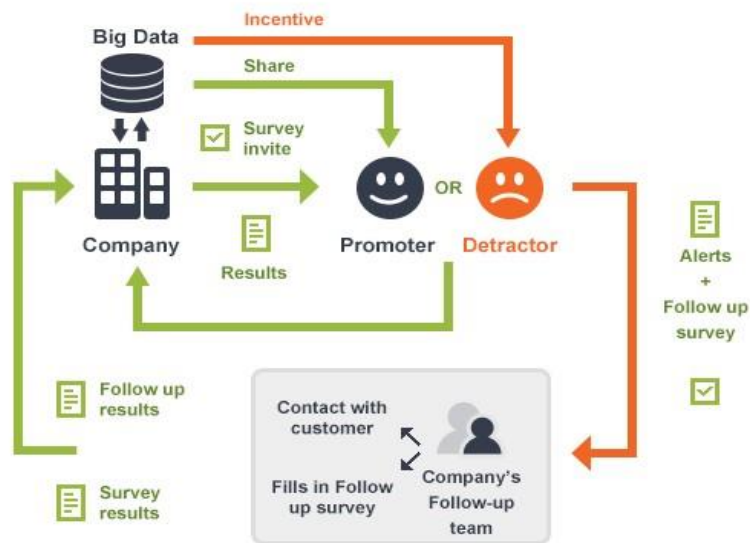 Incentive
Big Data
Share
Survey
invite
Company
Results
Promoter
OR
Detractor
Alerts
+
Follow up
survey
Follow up
results
Survey
results
Contact with
customer
Fills in Follow
up survey
Company's
Follow-up
team